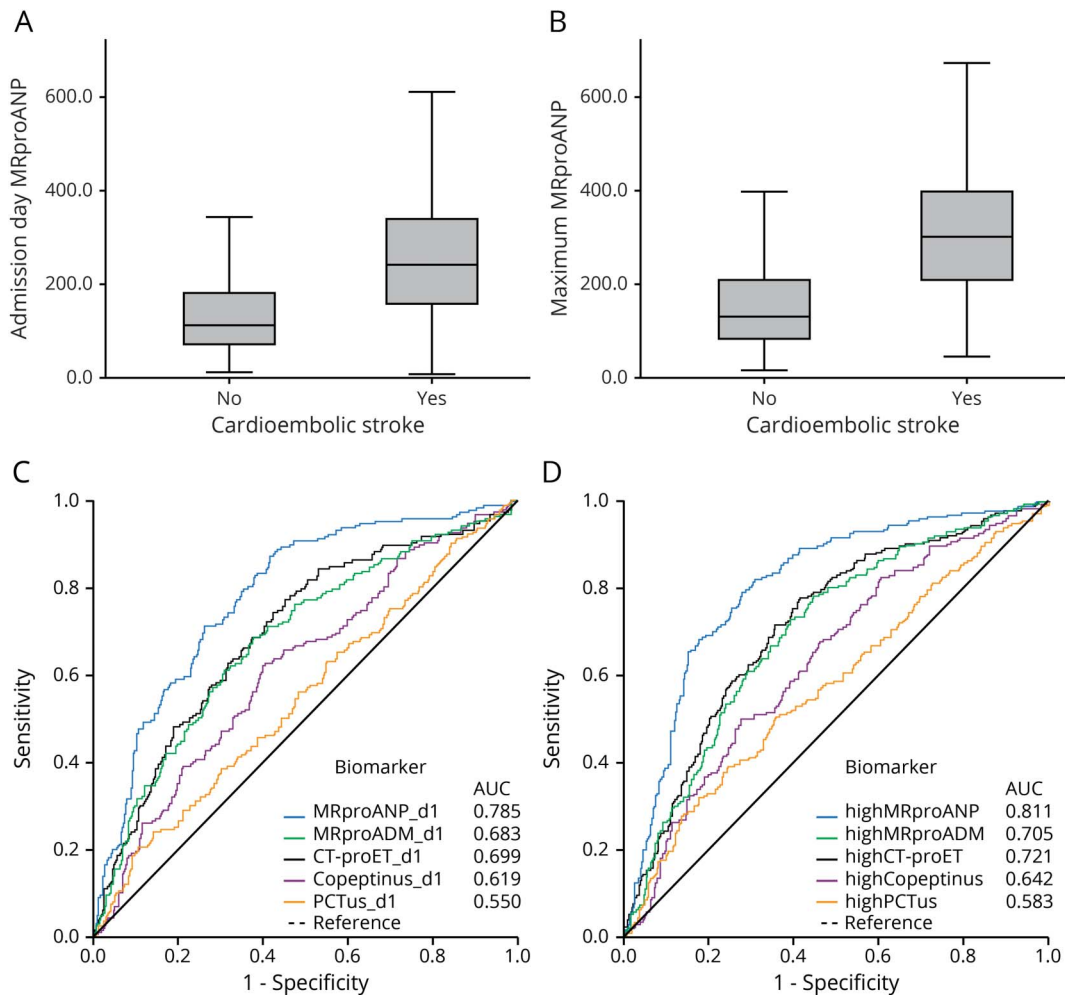 A
Admission day MRproANP
600.0
400.0
200.0
0.0
No
Yes
Cardioembolic stroke
B
Maximum MRproANP
600.0
400.0
200.0
0.0
No
Yes
Cardioembolic stroke
C
Sensitivity
1.0
0.8
0.6
0.4
0.2
0.0
Biomarker
AUC
MRproANP_d1 0.785
MRproADM_d1 0.683
CT-proET_d1 0.699
Copeptinus_d1 0.619
PCTus_d1 0.550
Reference
0.0 0.2 0.4 0.6 0.8 1.0
1 - Specificity
D
Sensitivity
1.0
0.8
0.6
0.4
0.2
0.0
Biomarker
AUC
highMRproANP 0.811
highMRproADM 0.705
highCT-proET 0.721
highCopeptinus 0.642
highPCTus 0.583
Reference
0.0 0.2 0.4 0.6 0.8 1.0
1 - Specificity